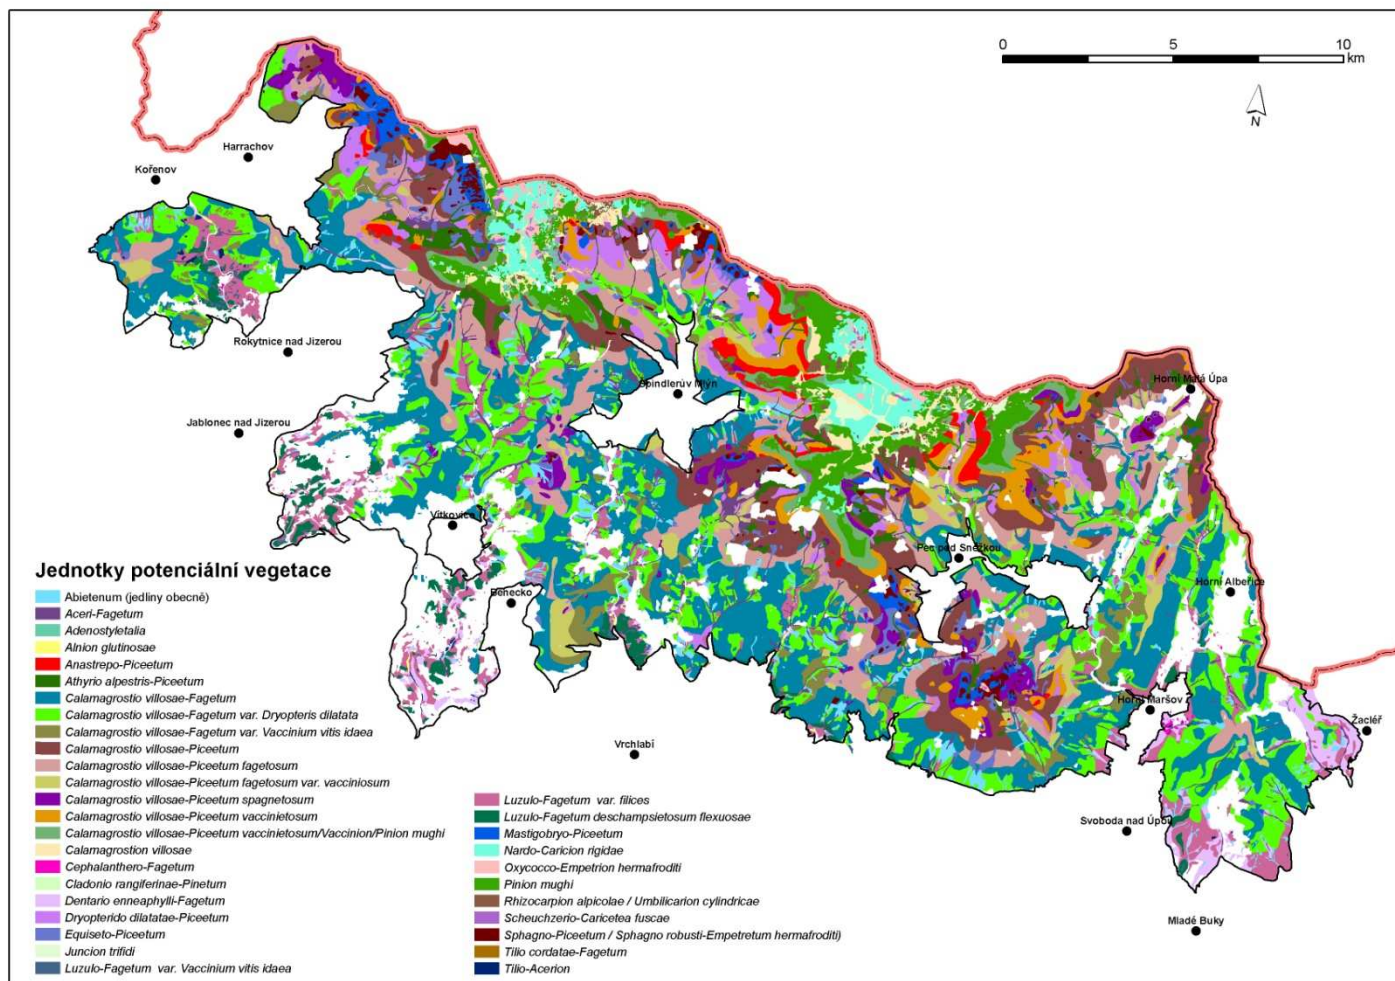 0 5 10
km
N
Harrachov
Kořenov
Rokytnice nad Jizerou
Jablonec nad Jizerou
Špindlerův Mlýn
Horní Malá Úpa
Vítkovice
Pec pod Sněžkou
Benecko
Horní Albeřice
Horní Maršov
Žacléř
Vrchlabí
Svoboda nad Úpou
Mladé Buky
Jednotky potenciální vegetace
Abietenum (jedliny obecně)
Aceri-Fagetum
Adenostyletalia
Alnion glutinosae
Anastrepo-Piceetum
Athyrio alpestris-Piceetum
Calamagrostio villosae-Fagetum
Calamagrostio villosae-Fagetum var. Dryopteris dilatata
Calamagrostio villosae-Fagetum var. Vaccinium vitis idaea
Calamagrostio villosae-Piceetum
Calamagrostio villosae-Piceetum fagetosum
Calamagrostio villosae-Piceetum fagetosum var. vacciniosum
Calamagrostio villosae-Piceetum spagnetosum
Calamagrostio villosae-Piceetum vaccinietosum
Calamagrostio villosae-Piceetum vaccinietosum/Vaccinion/Pinion mughi
Calamagrostion villosae
Cephalanthero-Fagetum
Cladonio rangiferinae-Pinetum
Dentario enneaphylli-Fagetum
Dryopterido dilatatae-Piceetum
Equiseto-Piceetum
Juncion trifidi
Luzulo-Fagetum var. Vaccinium vitis idaea
Luzulo-Fagetum var. filices
Luzulo-Fagetum deschampsietosum flexuosae
Mastigobryo-Piceetum
Nardo-Caricion rigidae
Oxycocco-Empetrion hermafroditi
Pinion mughi
Rhizocarpion alpicolae / Umbilicarion cylindricae
Scheuchzerio-Caricetea fuscae
Sphagno-Piceetum / Sphagno robusti-Empetretum hermafroditi)
Tilio cordatae-Fagetum
Tilio-Acerion